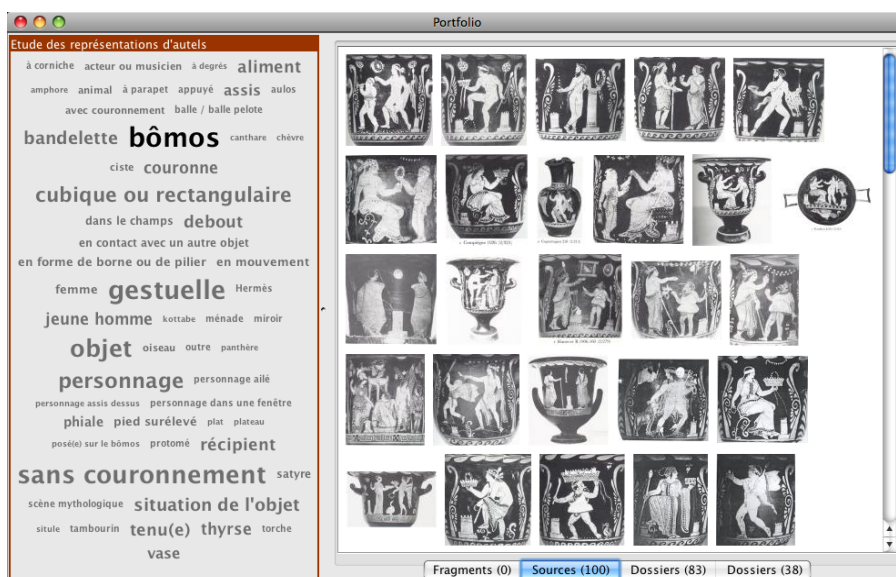 Portfolio
Etude des représentations d'autels
à corniche acteur ou musicien à degrés aliment
amphore animal à parapet appuyé assis aulos
avec couronnement balle / balle pelote
bandelette bômos canthare chèvre
ciste couronne
cubique ou rectangulaire
dans le champs debout
en contact avec un autre objet
en forme de borne ou de pilier en mouvement
femme gestuelle Hermès
jeune homme kottabe ménade miroir
objet oiseau outre panthère
personnage personnage ailé
personnage assis dessus personnage dans une fenêtre
phiale pied surélevé plat plateau
posé(e) sur le bômos protomé récipient
sans couronnement satyre
scène mythologique situation de l'objet
situle tambourin tenu(e) thyrse torche
vase
Fragments (0) Sources (100) Dossiers (83) Dossiers (38)